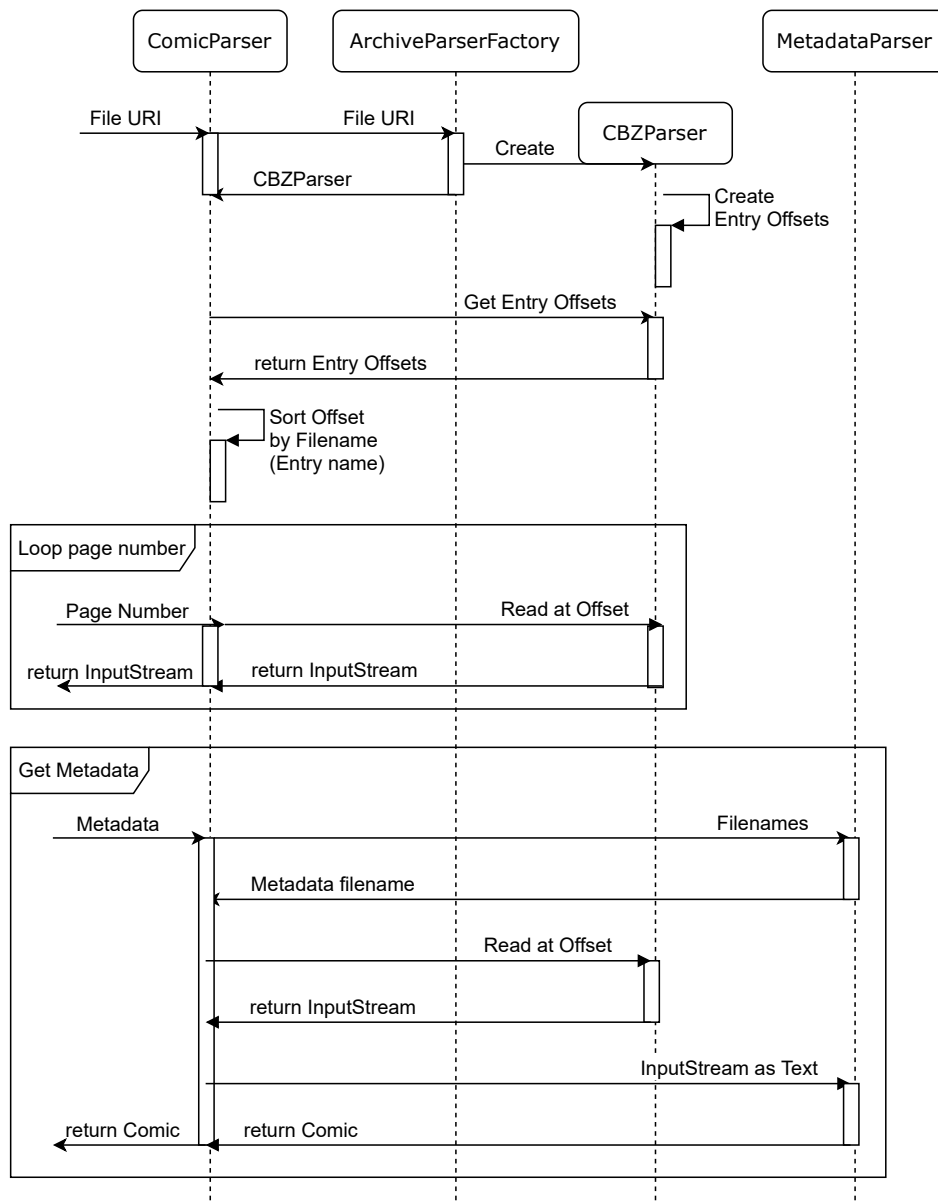 ComicParser
ArchiveParserFactory
MetadataParser
CBZParser
File URI
File URI
Create
CBZParser
Create
Entry Offsets
Get Entry Offsets
return Entry Offsets
Sort Offset
by Filename
(Entry name)
Loop page number
Page Number
Read at Offset
return InputStream
return InputStream
Get Metadata
Metadata
Filenames
Metadata filename
Read at Offset
return InputStream
InputStream as Text
return Comic
return Comic